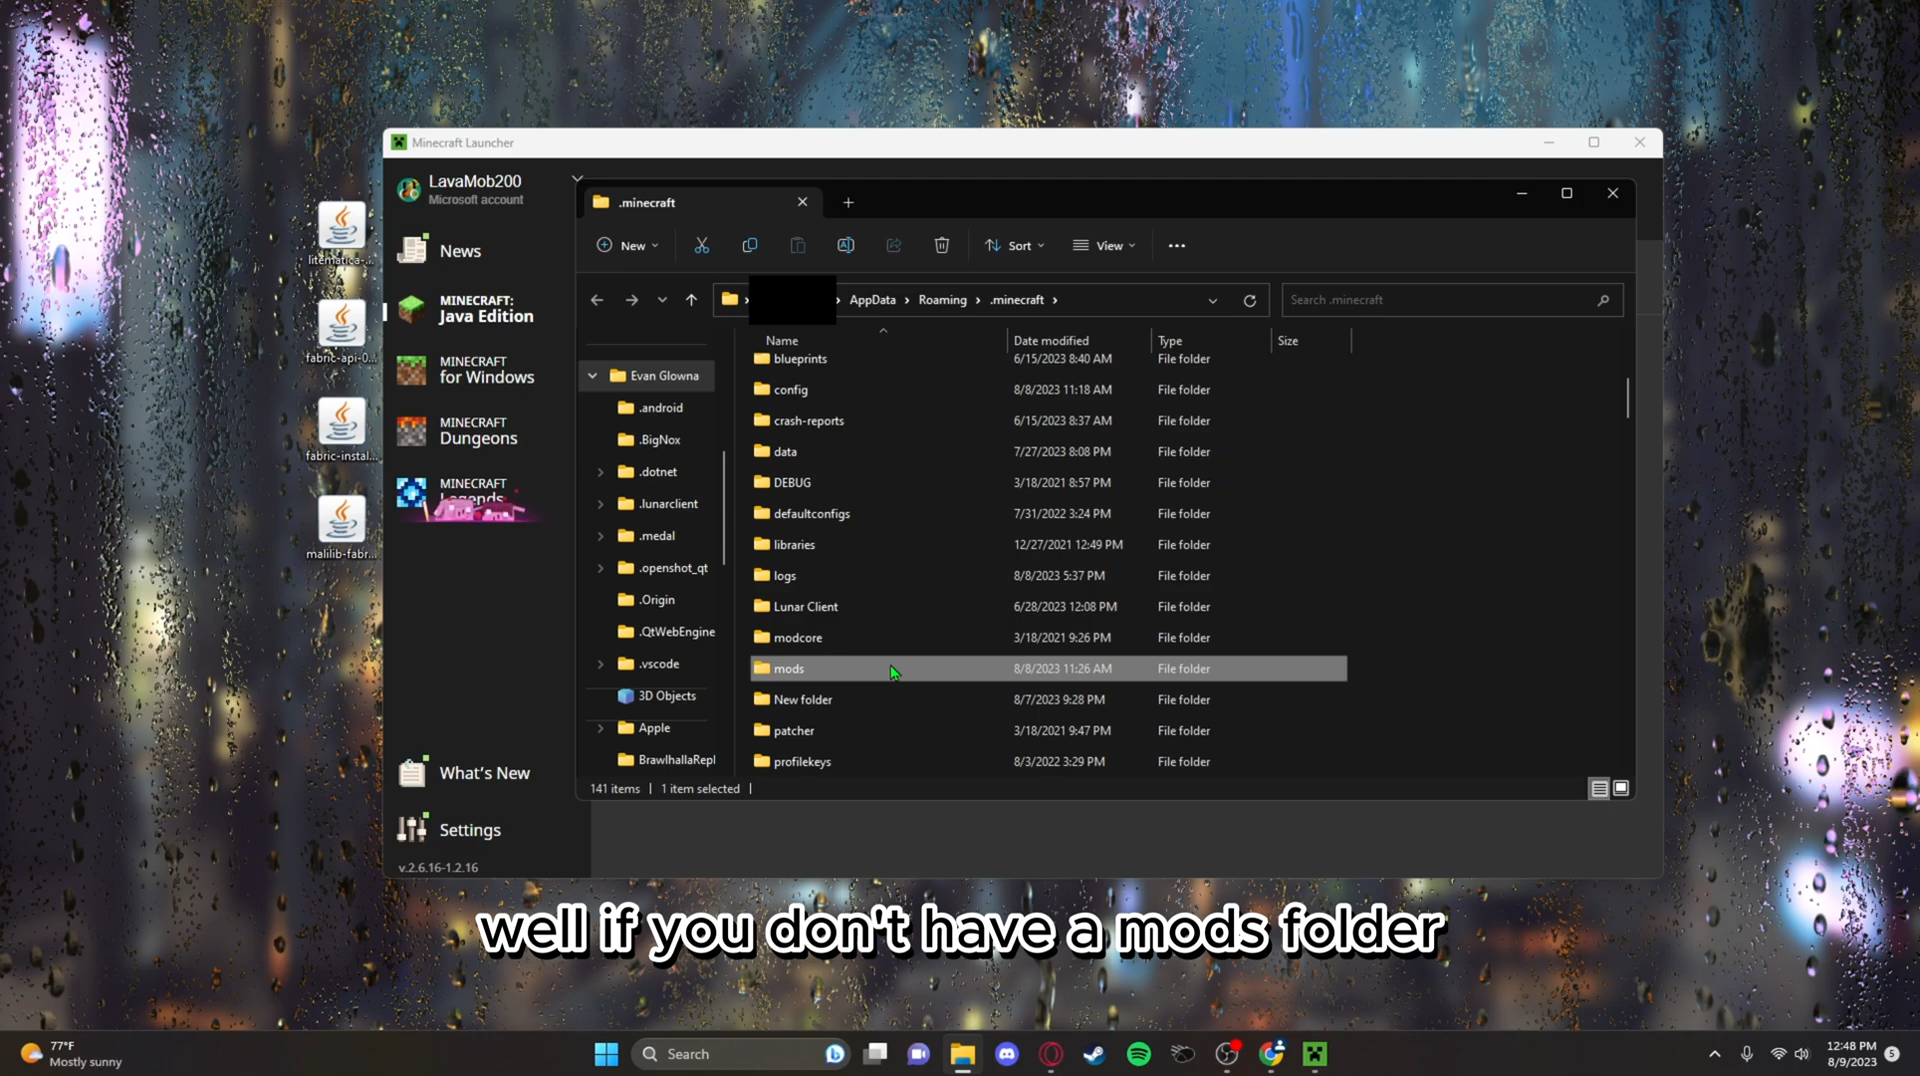 Minecraft Launcher
LavaMob200
Microsoft account
News
MINECRAFT:
Java Edition
MINECRAFT
for Windows
MINECRAFT
Dungeons
MINECRAFT
Legends
What's New
Settings
v.2.6.16-1.2.16
litematica-...
fabric-api-0...
fabric-instal...
malilib-fabr...
.minecraft
New
Sort
View
AppData
Roaming
.minecraft
Search .minecraft
Evan Glowna
.android
.BigNox
.dotnet
.lunarclient
.medal
.openshot_qt
.Origin
.QtWebEngine
.vscode
3D Objects
Apple
BrawlhallaRepl
Name Date modified Type Size
blueprints 6/15/2023 8:40 AM File folder
config 8/8/2023 11:18 AM File folder
crash-reports 6/15/2023 8:37 AM File folder
data 7/27/2023 8:08 PM File folder
DEBUG 3/18/2021 8:57 PM File folder
defaultconfigs 7/31/2022 3:24 PM File folder
libraries 12/27/2021 12:49 PM File folder
logs 8/8/2023 5:37 PM File folder
Lunar Client 6/28/2023 12:08 PM File folder
modcore 3/18/2021 9:26 PM File folder
mods 8/8/2023 11:26 AM File folder
New folder 8/7/2023 9:28 PM File folder
patcher 3/18/2021 9:47 PM File folder
profilekeys 8/3/2022 3:29 PM File folder
141 items 1 item selected
well if you don't have a mods folder
77°F
Mostly sunny
Search
12:48 PM
8/9/2023
5